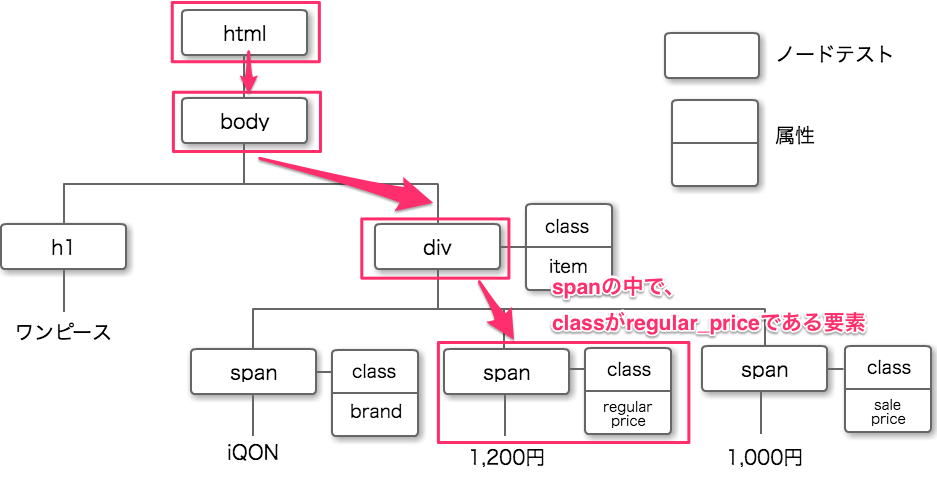 html
ノードテスト
body
属性
h1
div
class
item
spanの中で、
classがregular_priceである要素
ワンピース
span
class
brand
span
class
regular
price
span
class
sale
price
iQON
1,200円
1,000円